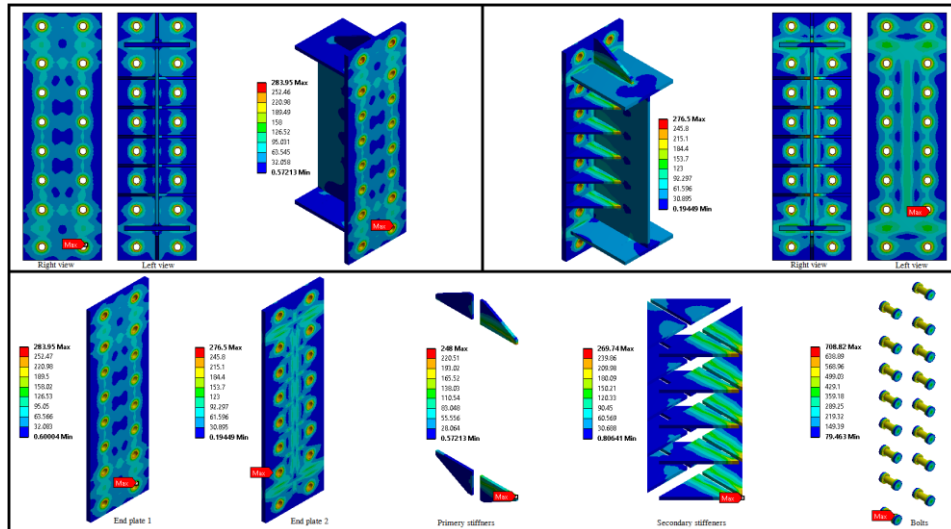 283.95 Max
252.46
220.98
189.49
158
126.52
95.031
63.545
32.058
0.57213 Min
Max
Max
Right view
Left view
276.5 Max
245.8
215.1
184.4
153.7
123
92.297
61.596
30.895
0.19449 Min
Max
Right view
Left view
283.95 Max
252.47
220.98
189.5
158.02
126.53
95.05
63.566
32.083
0.60004 Min
Max
End plate 1
276.5 Max
245.8
215.1
184.4
153.7
123
92.297
61.596
30.895
0.19449 Min
Max
End plate 2
248 Max
220.51
193.02
165.52
138.03
110.54
83.048
55.556
28.064
0.57213 Min
Max
Primery stiffners
269.74 Max
239.86
209.98
180.09
150.21
120.33
90.45
60.569
30.688
0.80641 Min
Max
Secondary stiffeners
708.82 Max
638.89
568.96
499.03
429.1
359.18
289.25
219.32
149.39
79.463 Min
Max
Bolts